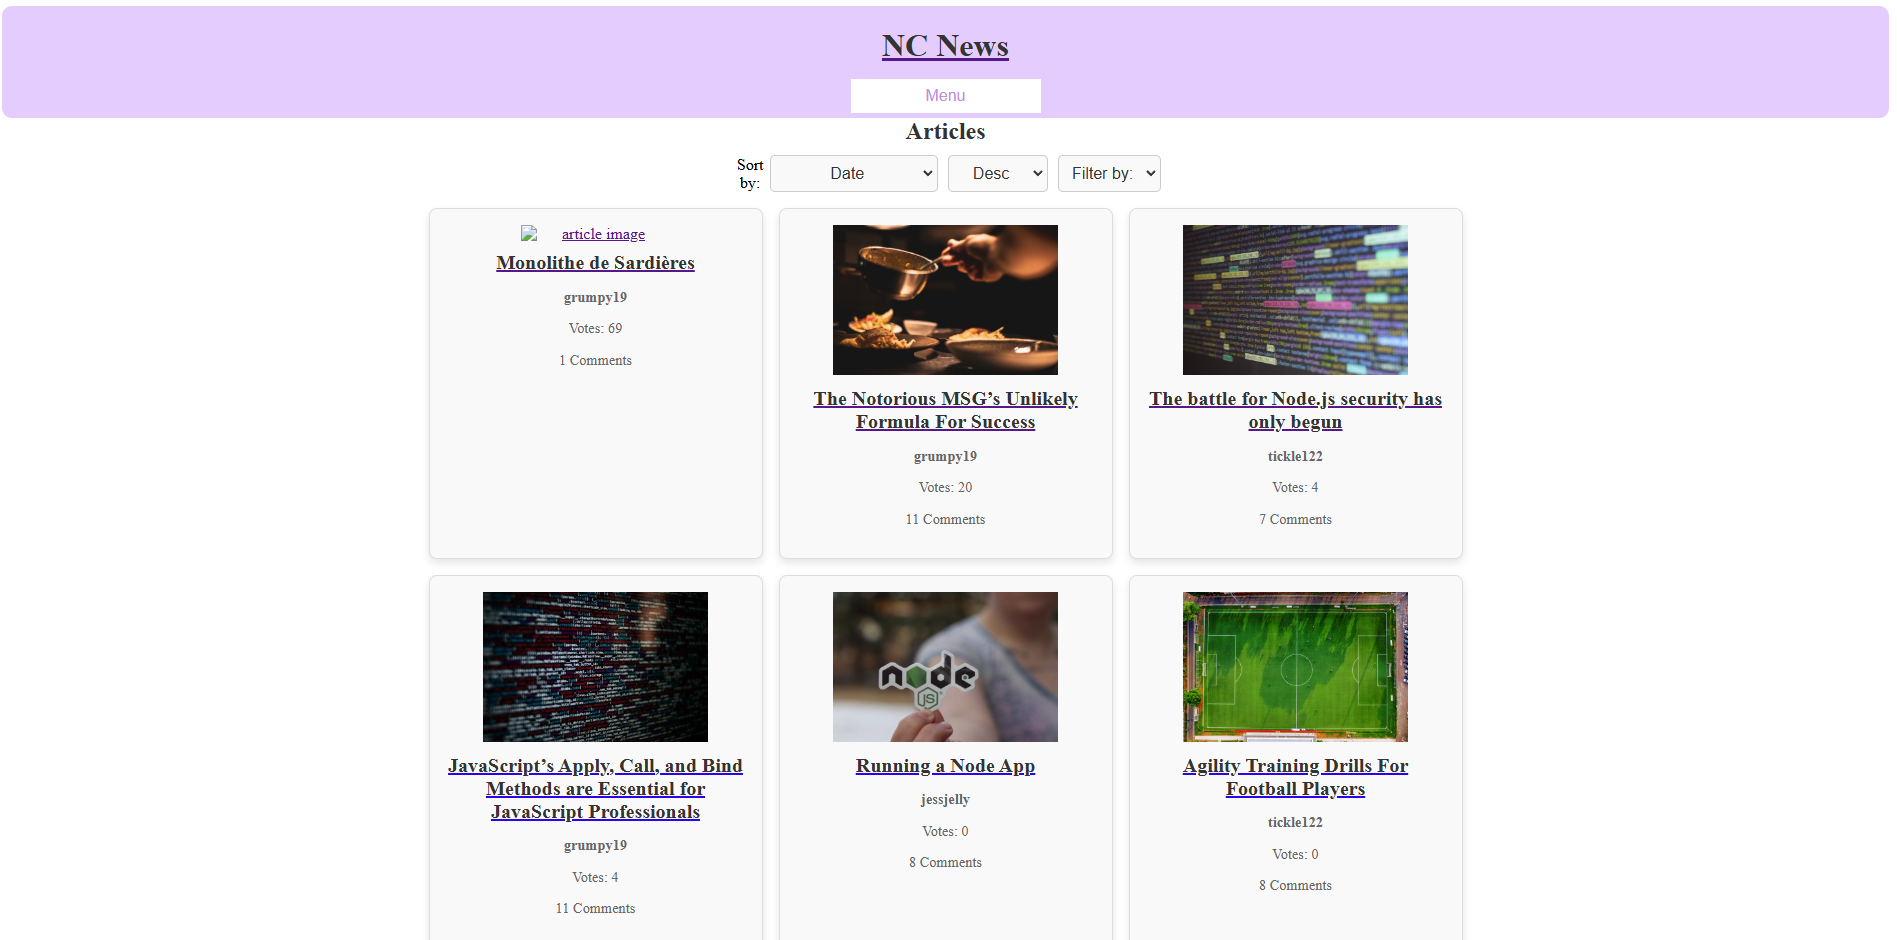 NC News
Menu
Articles
Sort
by:
Date
Desc
Filter by:
article image
Monolithe de Sardières
grumpy19
Votes: 69
1 Comments
The Notorious MSG’s Unlikely
Formula For Success
grumpy19
Votes: 20
11 Comments
The battle for Node.js security has
only begun
tickle122
Votes: 4
7 Comments
JavaScript’s Apply, Call, and Bind
Methods are Essential for
JavaScript Professionals
grumpy19
Votes: 4
11 Comments
node
JS
Running a Node App
jessjelly
Votes: 0
8 Comments
Agility Training Drills For
Football Players
tickle122
Votes: 0
8 Comments